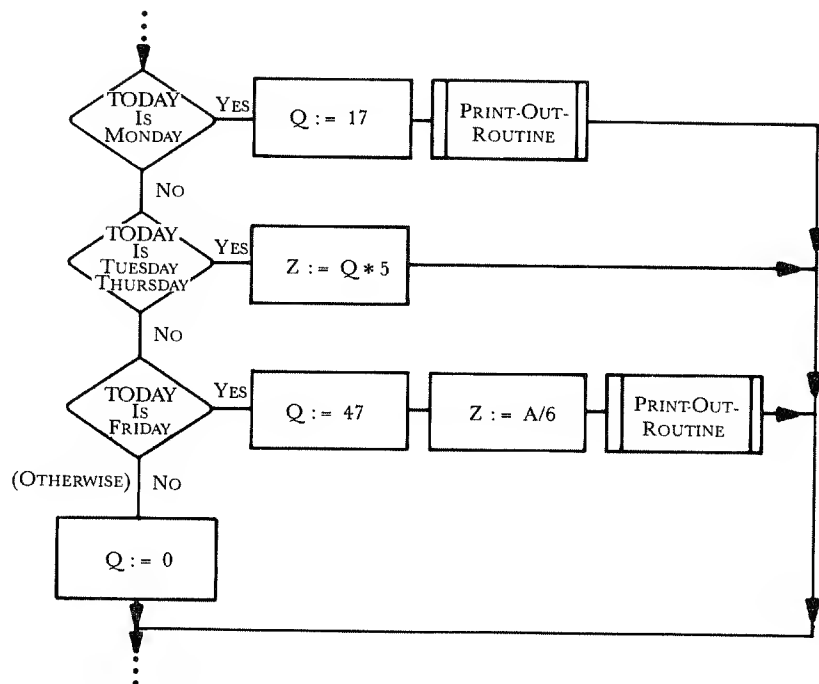 TODAY
IS
MONDAY
YES
Q := 17
PRINT-OUT-
ROUTINE
NO
TODAY
IS
TUESDAY
THURSDAY
YES
Z := Q * 5
NO
TODAY
IS
FRIDAY
YES
Q := 47
Z := A/6
PRINT-OUT-
ROUTINE
(OTHERWISE) NO
Q := 0